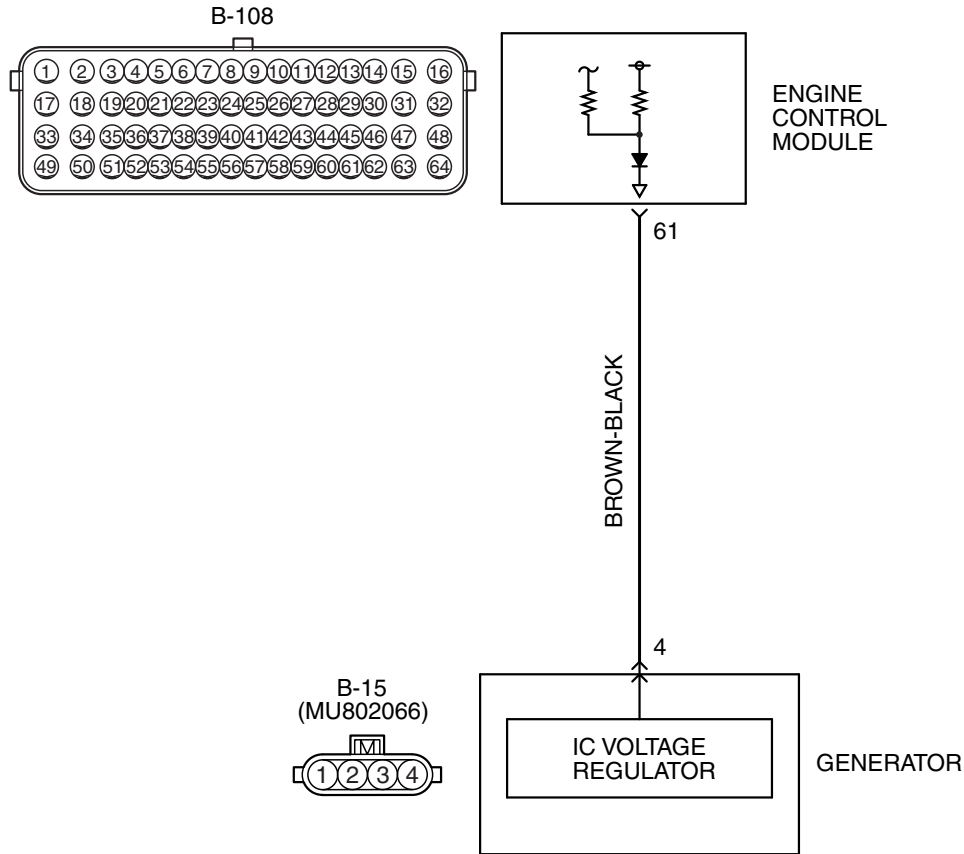 B-108
1 2 3 4 5 6 7 8 9 10 11 12 13 14 15 16
17 18 19 20 21 22 23 24 25 26 27 28 29 30 31 32
33 34 35 36 37 38 39 40 41 42 43 44 45 46 47 48
49 50 51 52 53 54 55 56 57 58 59 60 61 62 63 64
ENGINE
CONTROL
MODULE
61
BROWN-BLACK
4
B-15
(MU802066)
M
1 2 3 4
IC VOLTAGE
REGULATOR
GENERATOR